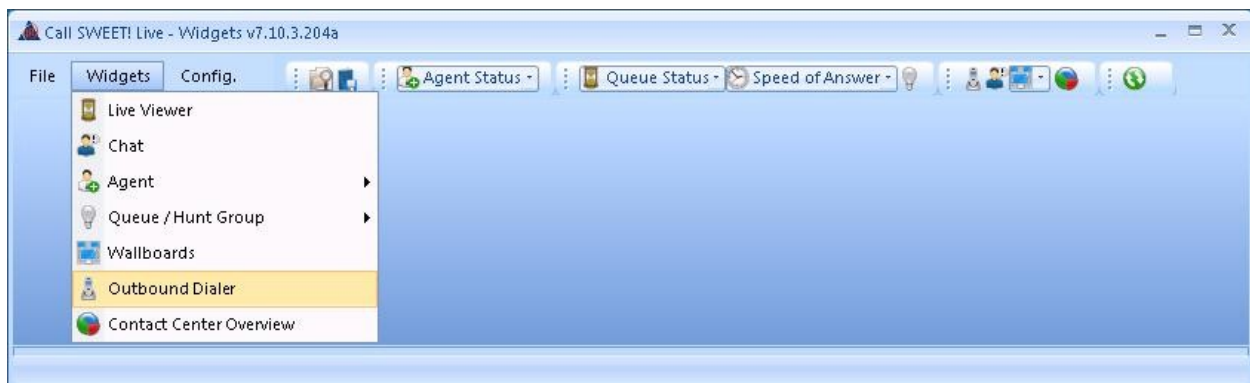 Call SWEET! Live - Widgets v7.10.3.204a
File Widgets Config. Agent Status Queue Status Speed of Answer
Live Viewer
Chat
Agent
Queue / Hunt Group
Wallboards
Outbound Dialer
Contact Center Overview